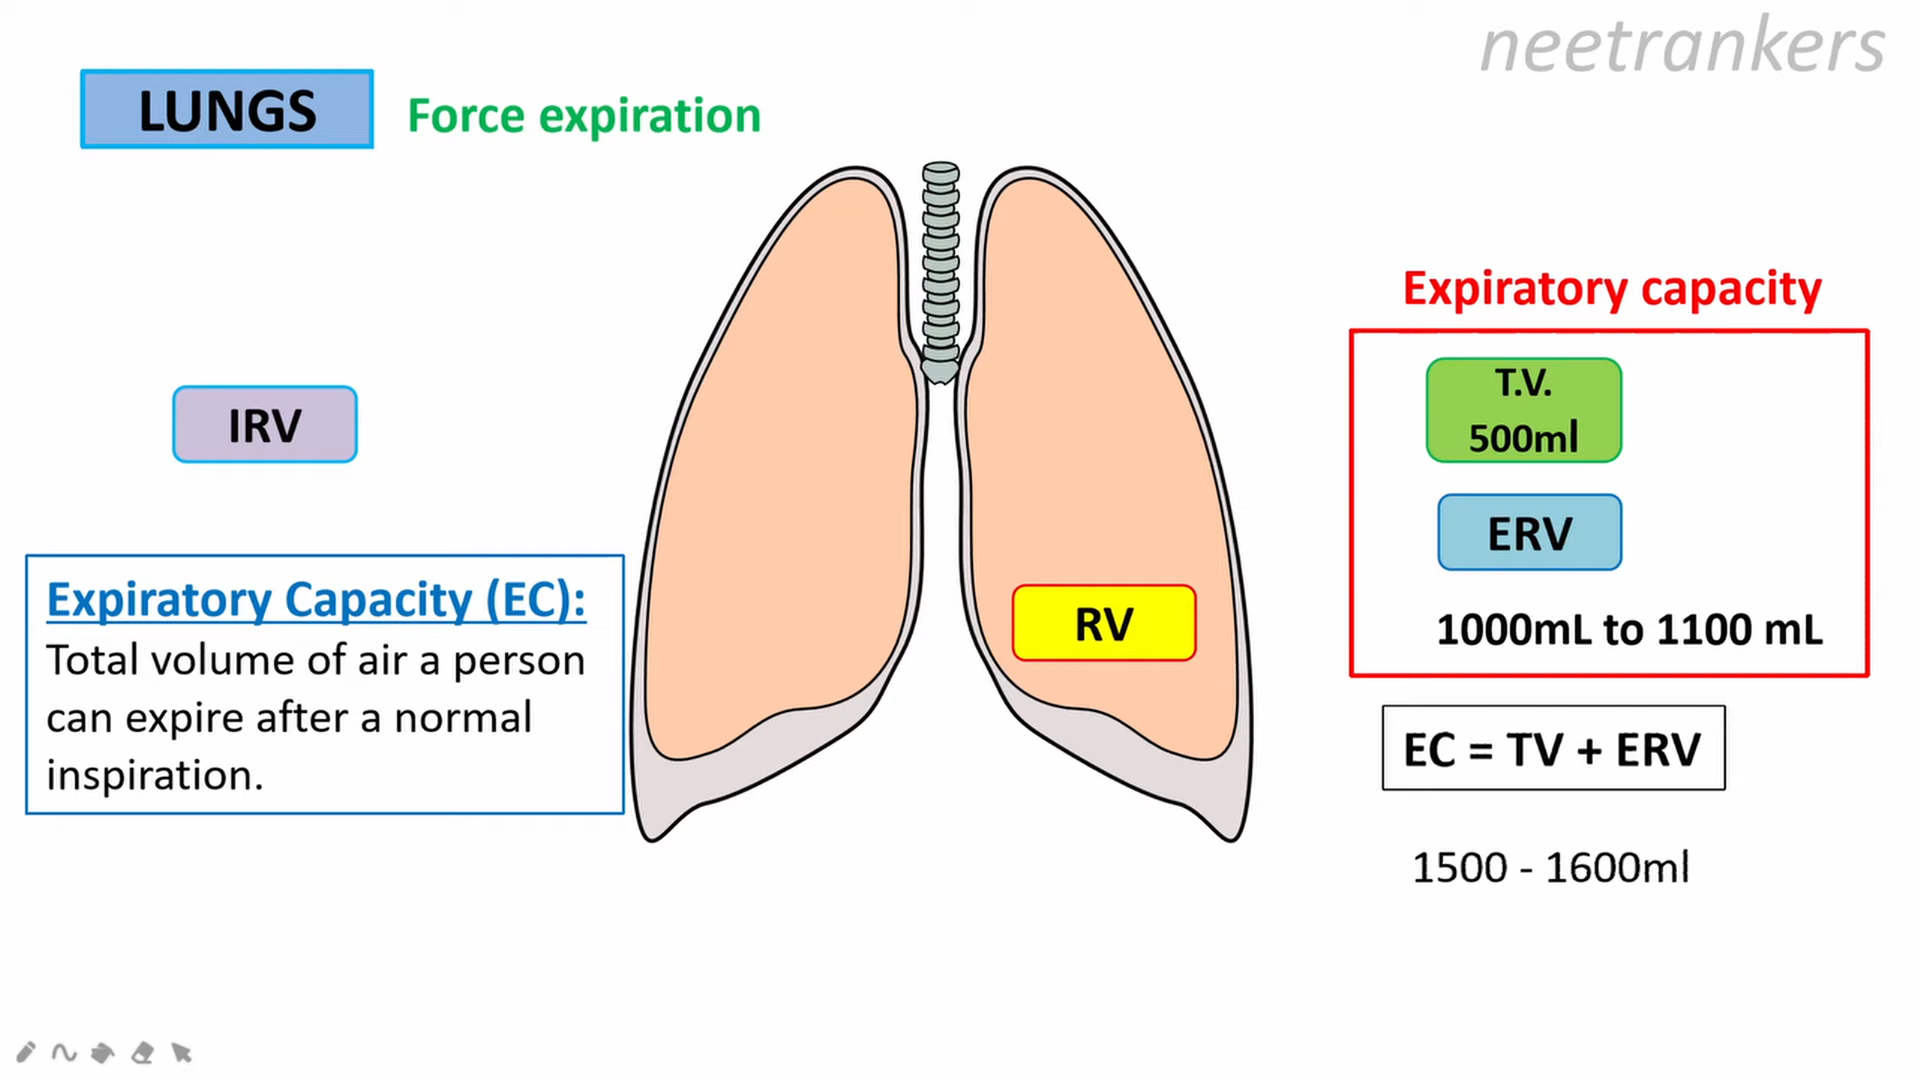 neetrankers
LUNGS
Force expiration
IRV
Expiratory Capacity (EC):
Total volume of air a person
can expire after a normal
inspiration.
RV
Expiratory capacity
T.V.
500ml
ERV
1000mL to 1100 mL
EC = TV + ERV
1500 - 1600ml